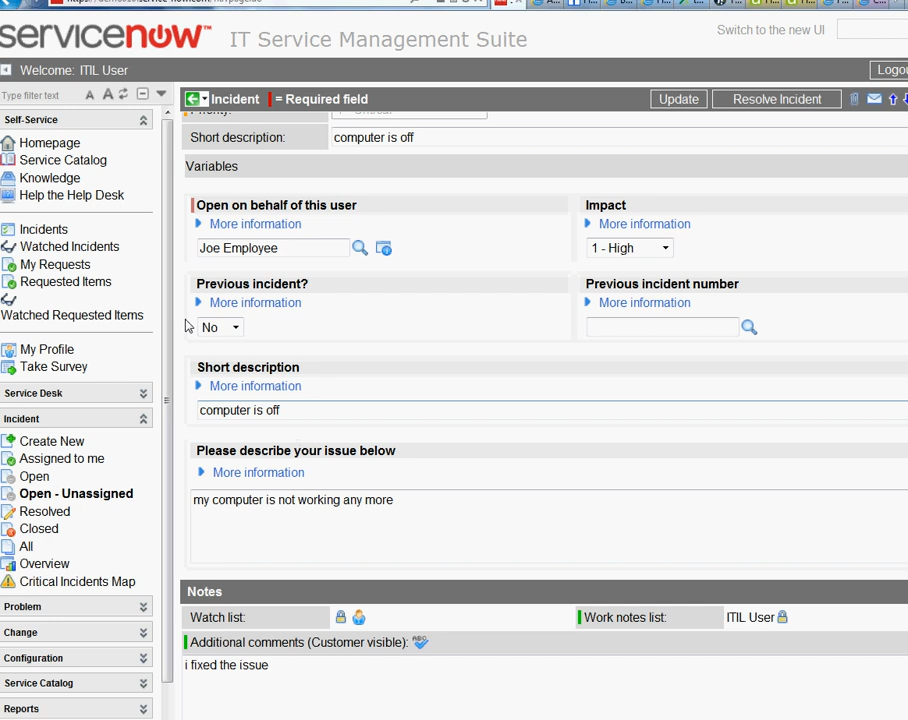 servicenow™ IT Service Management Suite
Switch to the new UI
Welcome: ITIL User
Logou
Type filter text
A A
Incident
= Required field
Update
Resolve Incident
Self-Service
Homepage
Service Catalog
Knowledge
Help the Help Desk
Incidents
Watched Incidents
My Requests
Requested Items
Watched Requested Items
My Profile
Take Survey
Service Desk
Incident
Create New
Assigned to me
Open
Open - Unassigned
Resolved
Closed
All
Overview
Critical Incidents Map
Problem
Change
Configuration
Service Catalog
Reports
Short description:
computer is off
Variables
Open on behalf of this user
More information
Joe Employee
Impact
More information
1 - High
Previous incident?
More information
No
Previous incident number
More information
Short description
More information
computer is off
Please describe your issue below
More information
my computer is not working any more
Notes
Watch list:
Work notes list:
ITIL User
Additional comments (Customer visible):
ABC
i fixed the issue